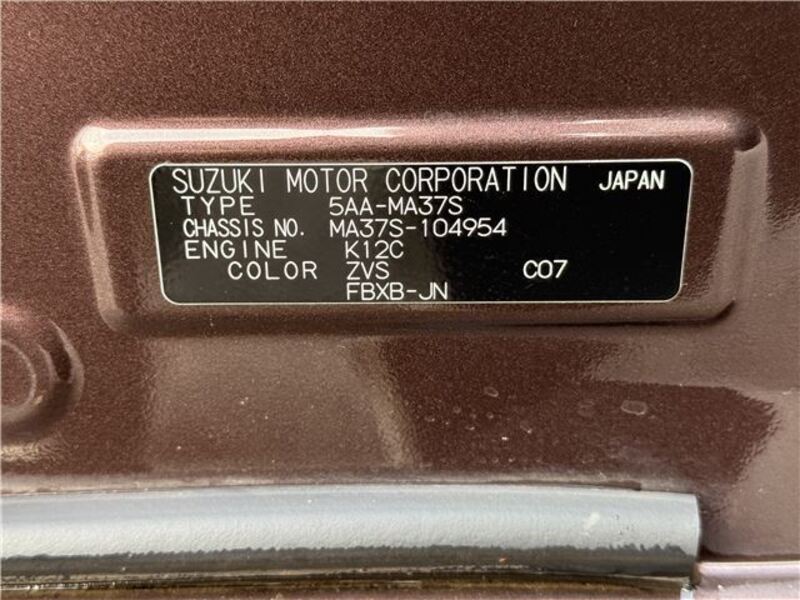 SUZUKI MOTOR CORPORATION JAPAN
TYPE 5AA-MA37S
CHASSIS NO. MA37S-104954
ENGINE K12C
COLOR ZVS C07
FBXB-JN